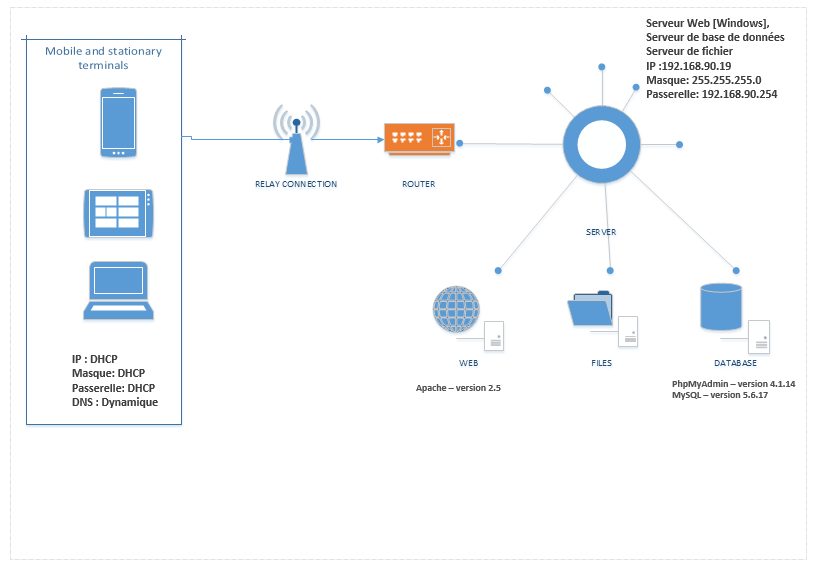 Mobile and stationary
terminals
IP : DHCP
Masque: DHCP
Passerelle: DHCP
DNS : Dynamique
RELAY CONNECTION
ROUTER
Serveur Web [Windows],
Serveur de base de données
Serveur de fichier
IP :192.168.90.19
Masque: 255.255.255.0
Passerelle: 192.168.90.254
SERVER
WEB
Apache – version 2.5
FILES
DATABASE
PhpMyAdmin – version 4.1.14
MySQL – version 5.6.17